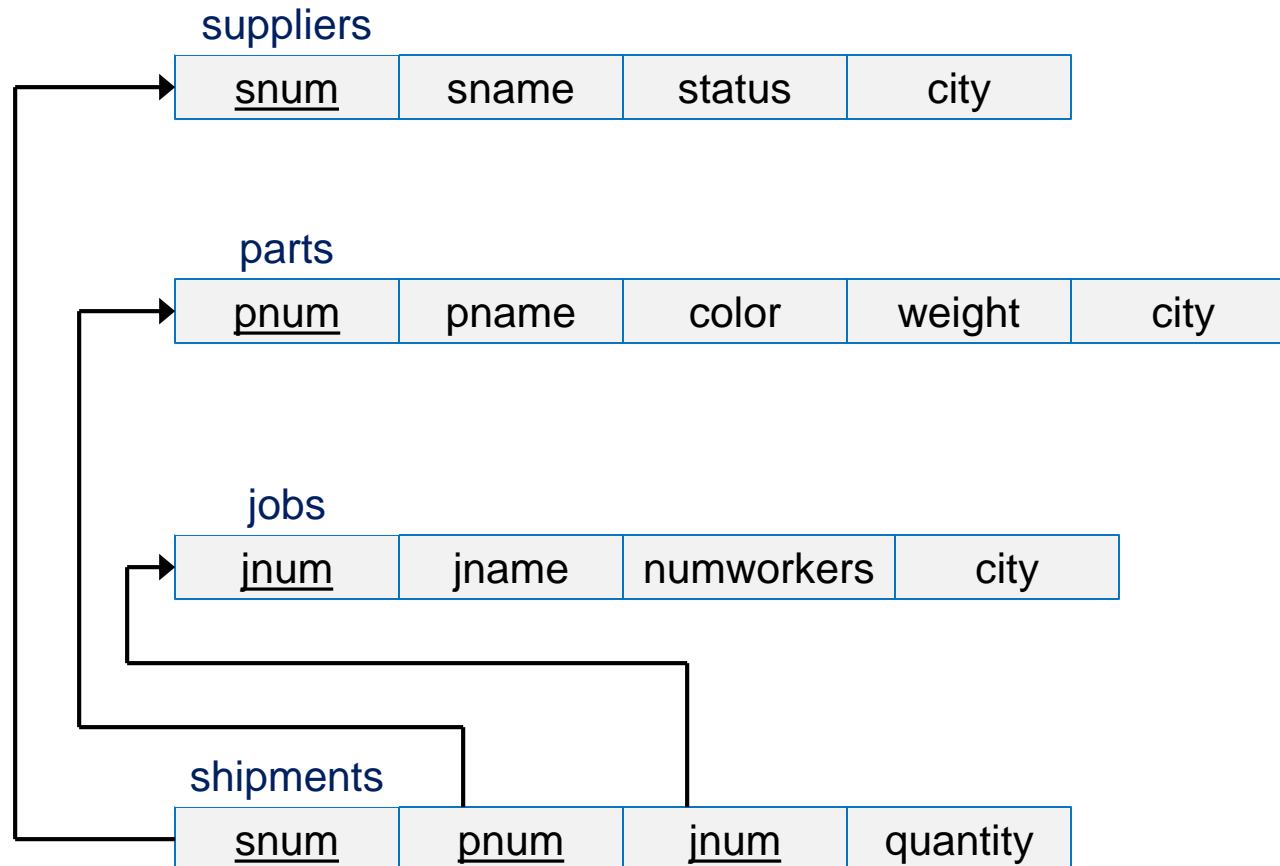 suppliers
snum sname status city
parts
pnum pname color weight city
jobs
jnum jname numworkers city
shipments
snum pnum jnum quantity